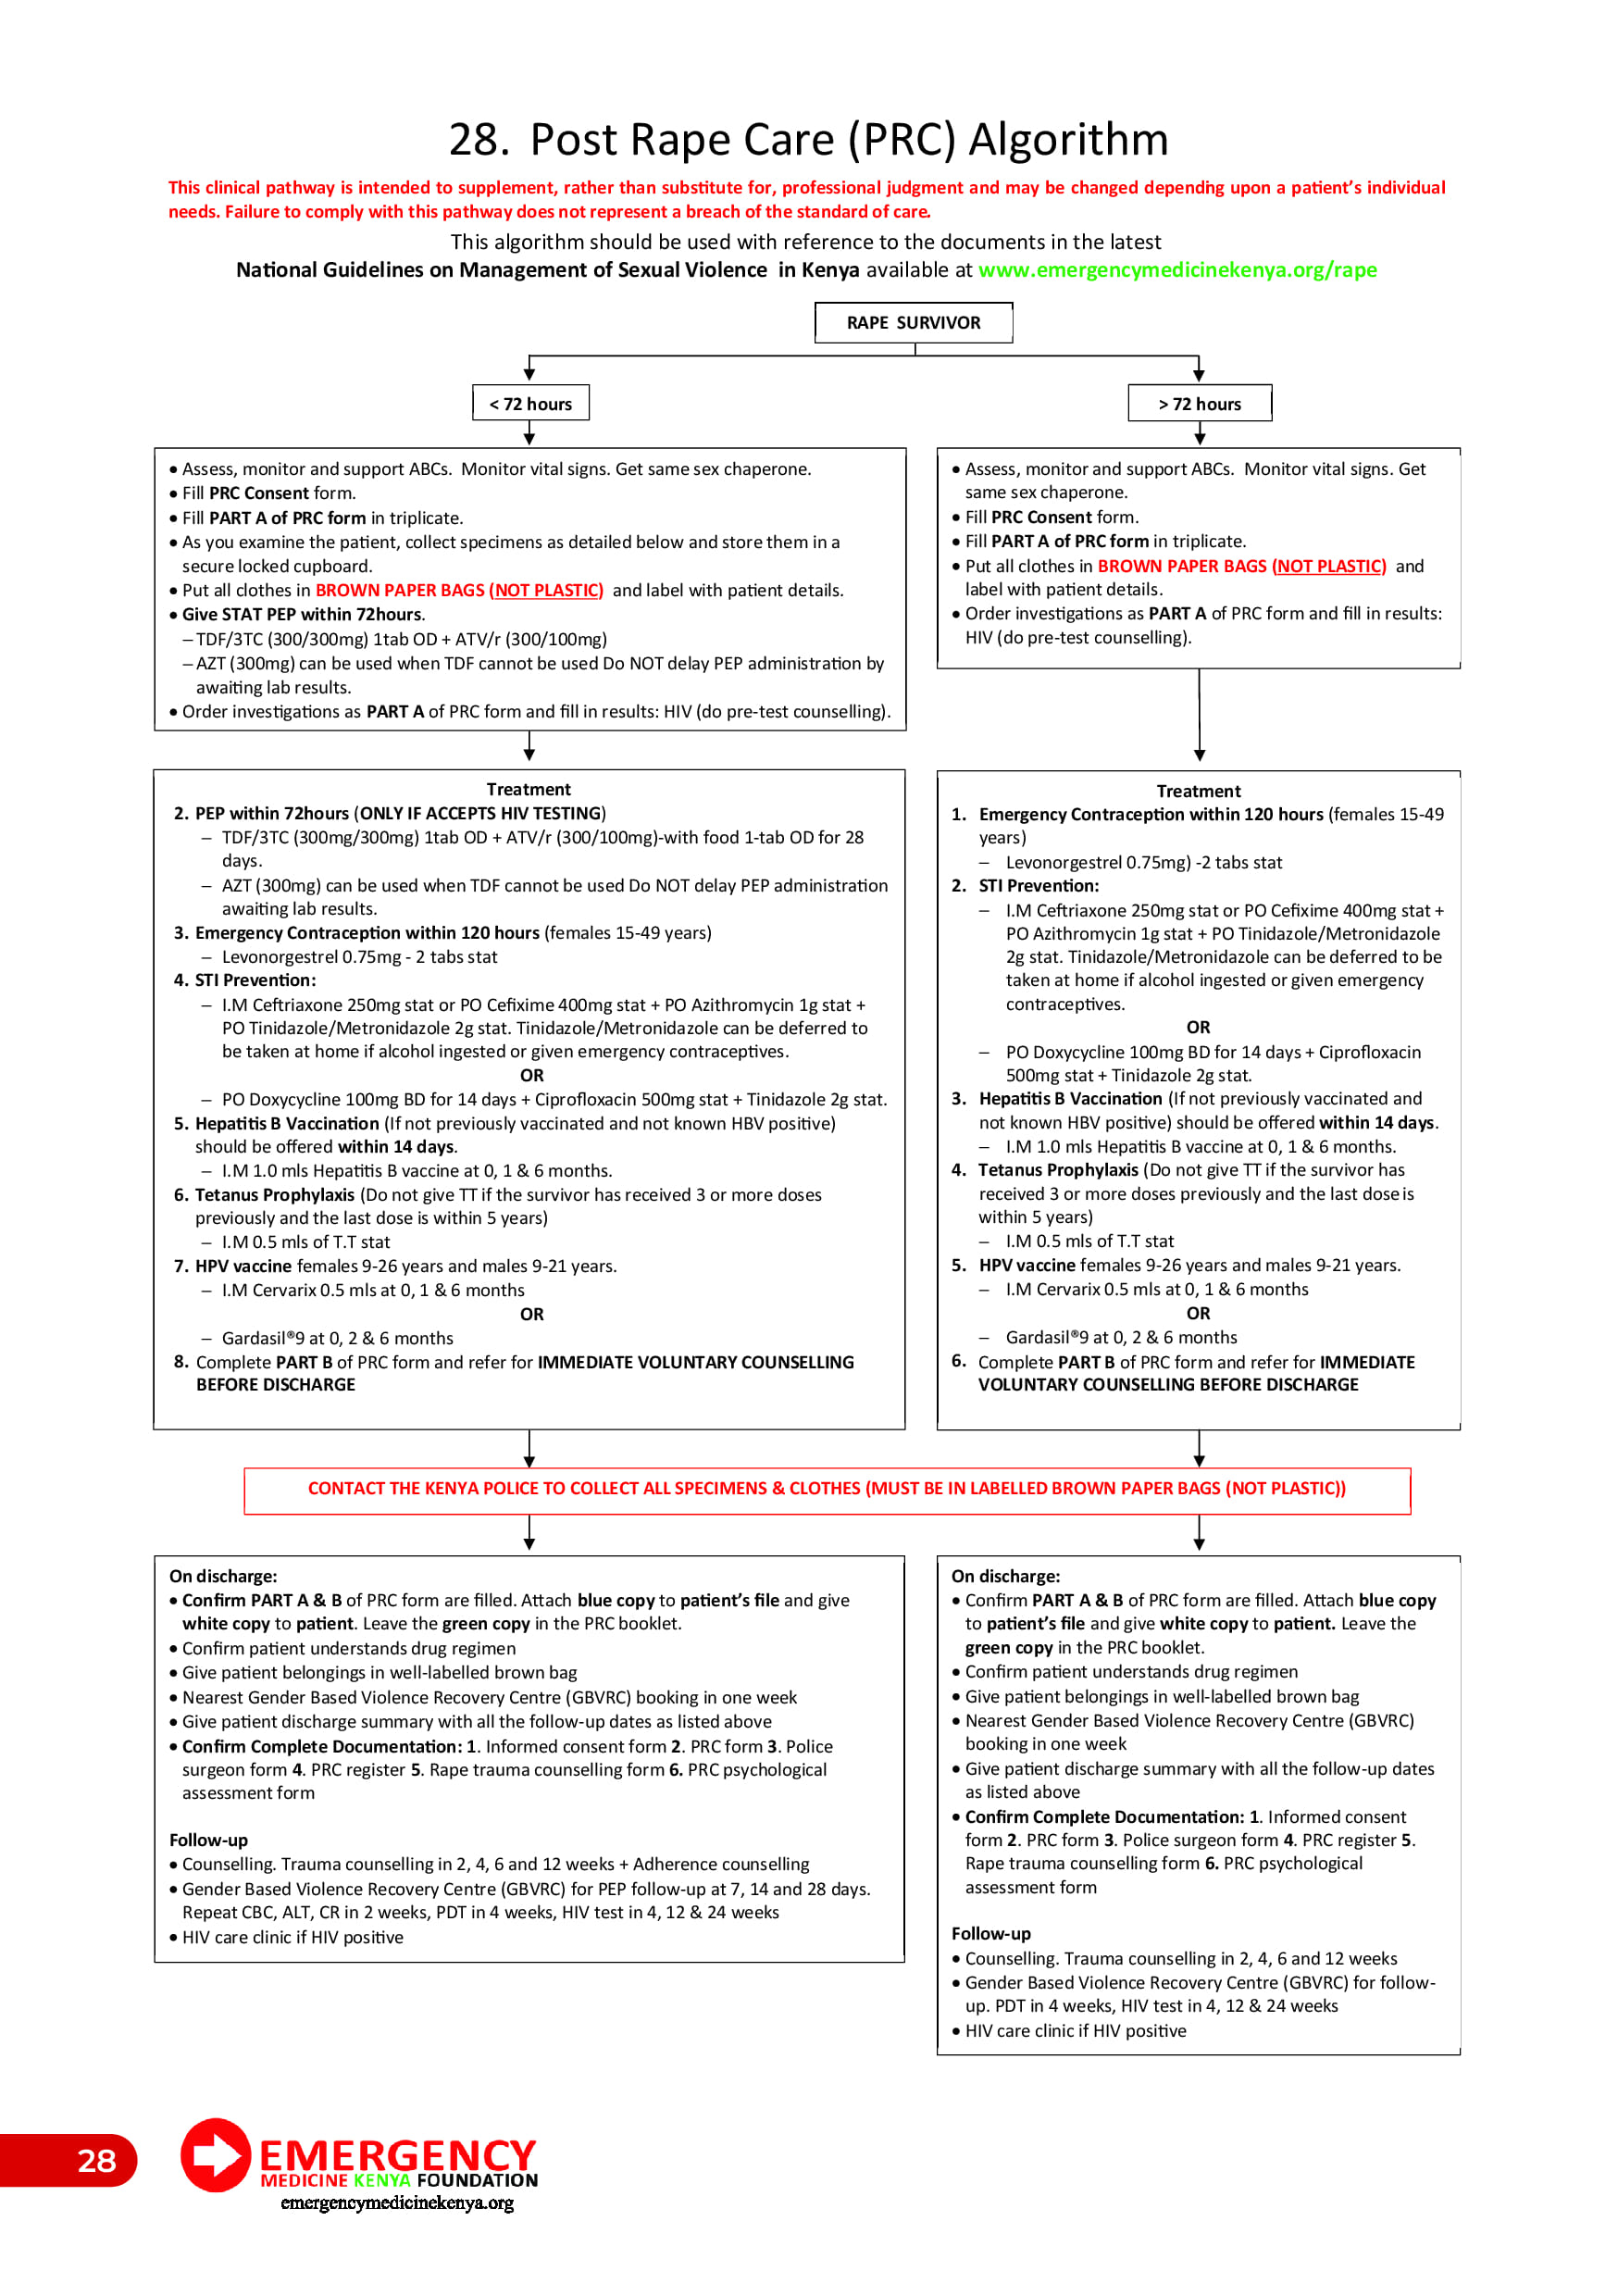 28. Post Rape Care (PRC) Algorithm
This clinical pathway is intended to supplement, rather than substitute for, professional judgment and may be changed depending upon a patient’s individual
needs. Failure to comply with this pathway does not represent a breach of the standard of care.
This algorithm should be used with reference to the documents in the latest
National Guidelines on Management of Sexual Violence in Kenya available at www.emergencymedicinekenya.org/rape
RAPE SURVIVOR
< 72 hours
• Assess, monitor and support ABCs. Monitor vital signs. Get same sex chaperone.
• Fill PRC Consent form.
• Fill PART A of PRC form in triplicate.
• As you examine the patient, collect specimens as detailed below and store them in a
secure locked cupboard.
• Put all clothes in BROWN PAPER BAGS (NOT PLASTIC) and label with patient details.
• Give STAT PEP within 72hours.
– TDF/3TC (300/300mg) 1tab OD + ATV/r (300/100mg)
– AZT (300mg) can be used when TDF cannot be used Do NOT delay PEP administration by
awaiting lab results.
• Order investigations as PART A of PRC form and fill in results: HIV (do pre-test counselling).
Treatment
2. PEP within 72hours (ONLY IF ACCEPTS HIV TESTING)
– TDF/3TC (300mg/300mg) 1tab OD + ATV/r (300/100mg)-with food 1-tab OD for 28
days.
– AZT (300mg) can be used when TDF cannot be used Do NOT delay PEP administration
awaiting lab results.
3. Emergency Contraception within 120 hours (females 15-49 years)
– Levonorgestrel 0.75mg - 2 tabs stat
4. STI Prevention:
– I.M Ceftriaxone 250mg stat or PO Cefixime 400mg stat + PO Azithromycin 1g stat +
PO Tinidazole/Metronidazole 2g stat. Tinidazole/Metronidazole can be deferred to
be taken at home if alcohol ingested or given emergency contraceptives.
OR
– PO Doxycycline 100mg BD for 14 days + Ciprofloxacin 500mg stat + Tinidazole 2g stat.
5. Hepatitis B Vaccination (If not previously vaccinated and not known HBV positive)
should be offered within 14 days.
– I.M 1.0 mls Hepatitis B vaccine at 0, 1 & 6 months.
6. Tetanus Prophylaxis (Do not give TT if the survivor has received 3 or more doses
previously and the last dose is within 5 years)
– I.M 0.5 mls of T.T stat
7. HPV vaccine females 9-26 years and males 9-21 years.
– I.M Cervarix 0.5 mls at 0, 1 & 6 months
OR
– Gardasil®9 at 0, 2 & 6 months
8. Complete PART B of PRC form and refer for IMMEDIATE VOLUNTARY COUNSELLING
BEFORE DISCHARGE
> 72 hours
• Assess, monitor and support ABCs. Monitor vital signs. Get
same sex chaperone.
• Fill PRC Consent form.
• Fill PART A of PRC form in triplicate.
• Put all clothes in BROWN PAPER BAGS (NOT PLASTIC) and
label with patient details.
• Order investigations as PART A of PRC form and fill in results:
HIV (do pre-test counselling).
Treatment
1. Emergency Contraception within 120 hours (females 15-49
years)
– Levonorgestrel 0.75mg) -2 tabs stat
2. STI Prevention:
– I.M Ceftriaxone 250mg stat or PO Cefixime 400mg stat +
PO Azithromycin 1g stat + PO Tinidazole/Metronidazole
2g stat. Tinidazole/Metronidazole can be deferred to be
taken at home if alcohol ingested or given emergency
contraceptives.
OR
– PO Doxycycline 100mg BD for 14 days + Ciprofloxacin
500mg stat + Tinidazole 2g stat.
3. Hepatitis B Vaccination (If not previously vaccinated and
not known HBV positive) should be offered within 14 days.
– I.M 1.0 mls Hepatitis B vaccine at 0, 1 & 6 months.
4. Tetanus Prophylaxis (Do not give TT if the survivor has
received 3 or more doses previously and the last dose is
within 5 years)
– I.M 0.5 mls of T.T stat
5. HPV vaccine females 9-26 years and males 9-21 years.
– I.M Cervarix 0.5 mls at 0, 1 & 6 months
OR
– Gardasil®9 at 0, 2 & 6 months
6. Complete PART B of PRC form and refer for IMMEDIATE
VOLUNTARY COUNSELLING BEFORE DISCHARGE
CONTACT THE KENYA POLICE TO COLLECT ALL SPECIMENS & CLOTHES (MUST BE IN LABELLED BROWN PAPER BAGS (NOT PLASTIC))
On discharge:
• Confirm PART A & B of PRC form are filled. Attach blue copy to patient’s file and give
white copy to patient. Leave the green copy in the PRC booklet.
• Confirm patient understands drug regimen
• Give patient belongings in well-labelled brown bag
• Nearest Gender Based Violence Recovery Centre (GBVRC) booking in one week
• Give patient discharge summary with all the follow-up dates as listed above
• Confirm Complete Documentation: 1. Informed consent form 2. PRC form 3. Police
surgeon form 4. PRC register 5. Rape trauma counselling form 6. PRC psychological
assessment form
Follow-up
• Counselling. Trauma counselling in 2, 4, 6 and 12 weeks + Adherence counselling
• Gender Based Violence Recovery Centre (GBVRC) for PEP follow-up at 7, 14 and 28 days.
Repeat CBC, ALT, CR in 2 weeks, PDT in 4 weeks, HIV test in 4, 12 & 24 weeks
• HIV care clinic if HIV positive
On discharge:
• Confirm PART A & B of PRC form are filled. Attach blue copy
to patient’s file and give white copy to patient. Leave the
green copy in the PRC booklet.
• Confirm patient understands drug regimen
• Give patient belongings in well-labelled brown bag
• Nearest Gender Based Violence Recovery Centre (GBVRC)
booking in one week
• Give patient discharge summary with all the follow-up dates
as listed above
• Confirm Complete Documentation: 1. Informed consent
form 2. PRC form 3. Police surgeon form 4. PRC register 5.
Rape trauma counselling form 6. PRC psychological
assessment form
Follow-up
• Counselling. Trauma counselling in 2, 4, 6 and 12 weeks
• Gender Based Violence Recovery Centre (GBVRC) for follow-
up. PDT in 4 weeks, HIV test in 4, 12 & 24 weeks
• HIV care clinic if HIV positive
28
EMERGENCY
MEDICINE KENYA FOUNDATION
emergencymedicinekenya.org